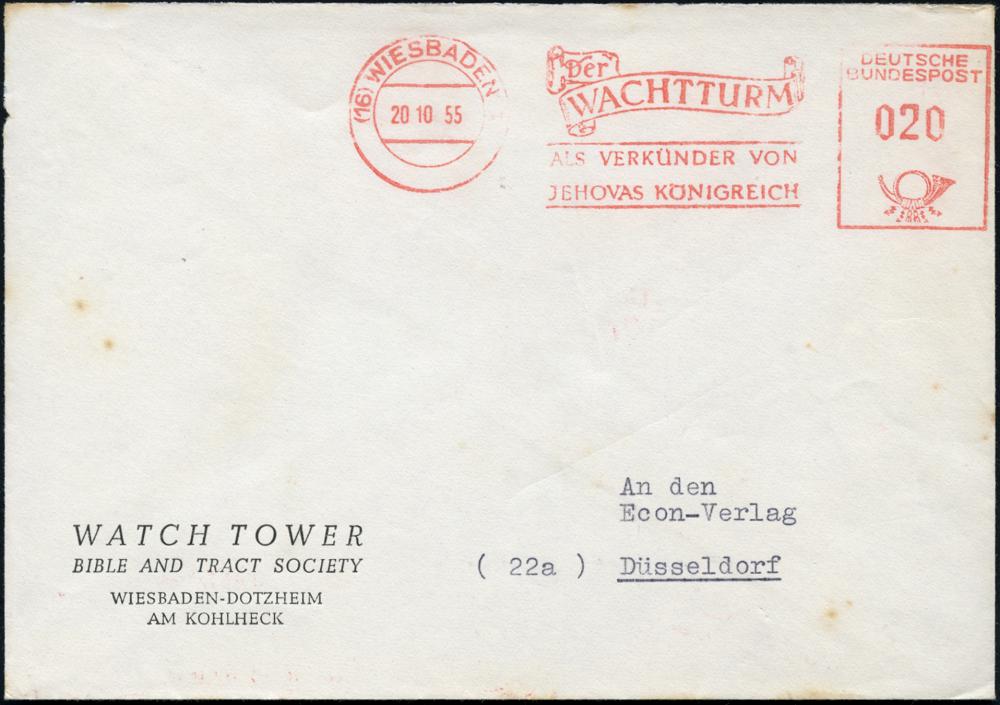 (16) WIESBADEN
20 10 55
Der
WACHTTURM
ALS VERKÜNDER VON
JEHOVAS KÖNIGREICH
DEUTSCHE
BUNDESPOST
020
An den
Econ-Verlag
( 22a ) Düsseldorf
WATCH TOWER
BIBLE AND TRACT SOCIETY
WIESBADEN-DOTZHEIM
AM KOHLHECK